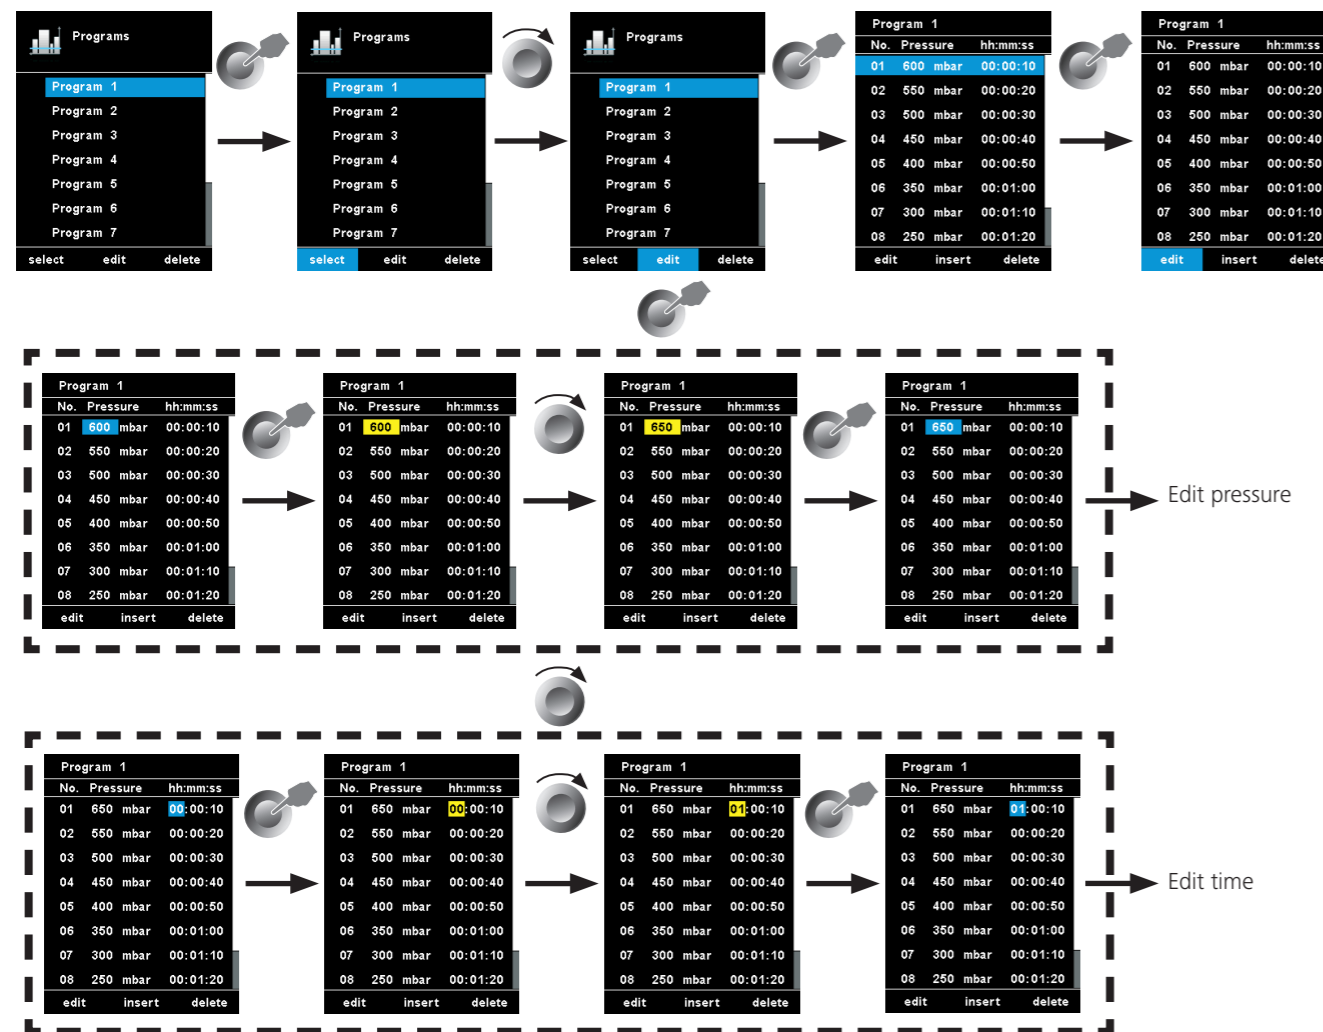 Programs
Program 1
Program 2
Program 3
Program 4
Program 5
Program 6
Program 7
select edit delete
Programs
Program 1
Program 2
Program 3
Program 4
Program 5
Program 6
Program 7
select edit delete
Programs
Program 1
Program 2
Program 3
Program 4
Program 5
Program 6
Program 7
select edit delete
Program 1
No. Pressure hh:mm:ss
01 600 mbar 00:00:10
02 550 mbar 00:00:20
03 500 mbar 00:00:30
04 450 mbar 00:00:40
05 400 mbar 00:00:50
06 350 mbar 00:01:00
07 300 mbar 00:01:10
08 250 mbar 00:01:20
edit insert delete
Program 1
No. Pressure hh:mm:ss
01 600 mbar 00:00:10
02 550 mbar 00:00:20
03 500 mbar 00:00:30
04 450 mbar 00:00:40
05 400 mbar 00:00:50
06 350 mbar 00:01:00
07 300 mbar 00:01:10
08 250 mbar 00:01:20
edit insert delete
Program 1
No. Pressure hh:mm:ss
01 600 mbar 00:00:10
02 550 mbar 00:00:20
03 500 mbar 00:00:30
04 450 mbar 00:00:40
05 400 mbar 00:00:50
06 350 mbar 00:01:00
07 300 mbar 00:01:10
08 250 mbar 00:01:20
edit insert delete
Program 1
No. Pressure hh:mm:ss
01 600 mbar 00:00:10
02 550 mbar 00:00:20
03 500 mbar 00:00:30
04 450 mbar 00:00:40
05 400 mbar 00:00:50
06 350 mbar 00:01:00
07 300 mbar 00:01:10
08 250 mbar 00:01:20
edit insert delete
Program 1
No. Pressure hh:mm:ss
01 650 mbar 00:00:10
02 550 mbar 00:00:20
03 500 mbar 00:00:30
04 450 mbar 00:00:40
05 400 mbar 00:00:50
06 350 mbar 00:01:00
07 300 mbar 00:01:10
08 250 mbar 00:01:20
edit insert delete
Program 1
No. Pressure hh:mm:ss
01 650 mbar 00:00:10
02 550 mbar 00:00:20
03 500 mbar 00:00:30
04 450 mbar 00:00:40
05 400 mbar 00:00:50
06 350 mbar 00:01:00
07 300 mbar 00:01:10
08 250 mbar 00:01:20
edit insert delete
Edit pressure
Program 1
No. Pressure hh:mm:ss
01 650 mbar 00:00:10
02 550 mbar 00:00:20
03 500 mbar 00:00:30
04 450 mbar 00:00:40
05 400 mbar 00:00:50
06 350 mbar 00:01:00
07 300 mbar 00:01:10
08 250 mbar 00:01:20
edit insert delete
Program 1
No. Pressure hh:mm:ss
01 650 mbar 00:00:10
02 550 mbar 00:00:20
03 500 mbar 00:00:30
04 450 mbar 00:00:40
05 400 mbar 00:00:50
06 350 mbar 00:01:00
07 300 mbar 00:01:10
08 250 mbar 00:01:20
edit insert delete
Program 1
No. Pressure hh:mm:ss
01 650 mbar 01:00:10
02 550 mbar 00:00:20
03 500 mbar 00:00:30
04 450 mbar 00:00:40
05 400 mbar 00:00:50
06 350 mbar 00:01:00
07 300 mbar 00:01:10
08 250 mbar 00:01:20
edit insert delete
Program 1
No. Pressure hh:mm:ss
01 650 mbar 01:00:10
02 550 mbar 00:00:20
03 500 mbar 00:00:30
04 450 mbar 00:00:40
05 400 mbar 00:00:50
06 350 mbar 00:01:00
07 300 mbar 00:01:10
08 250 mbar 00:01:20
edit insert delete
Edit time